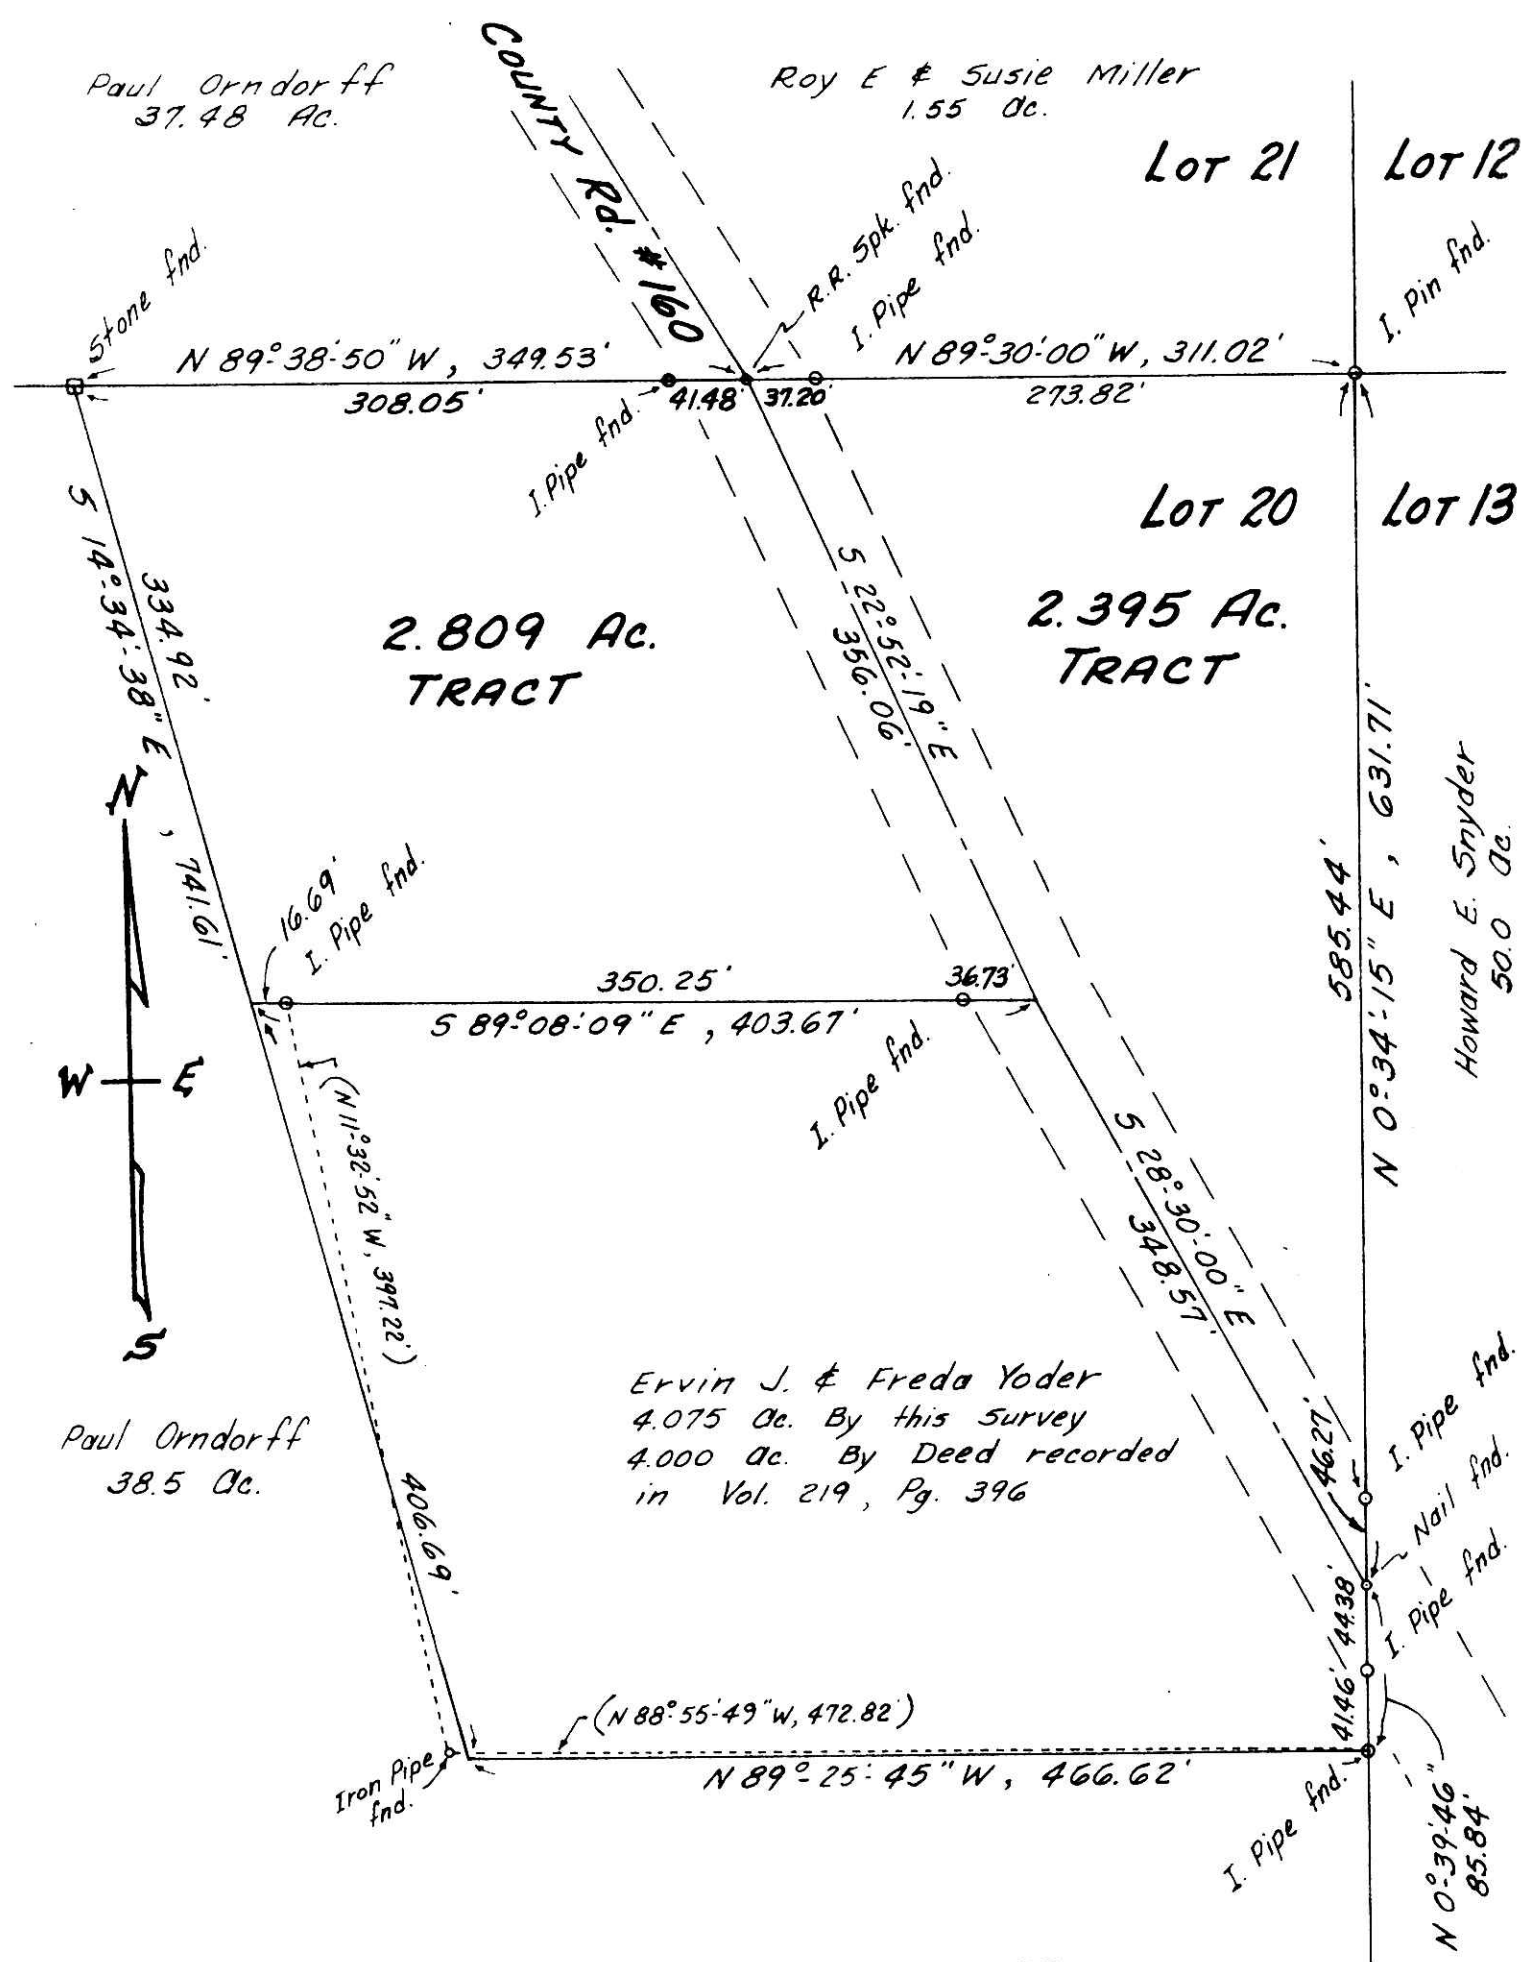 Paul Orndorff
37.48 Ac.
COUNTY Rd. #160
Roy E & Susie Miller
1.55 Ac.
LOT 21
LOT 12
Stone fnd.
R.R. Spk. fnd.
I. Pipe fnd.
I. Pin fnd.
N 89°-38'-50" W, 349.53'
N 89°-30'-00" W, 311.02'
308.05'
41.48'
37.20'
273.82'
I. Pipe fnd.
LOT 20
LOT 13
S 14°-34'-38" E, 741.61'
334.92'
2.809 Ac.
TRACT
S 22°-52'-19" E
356.06'
2.395 Ac.
TRACT
N 0°-34'-15" E, 631.71'
585.44'
Howard E. Snyder
50.0 Ac.
N
W E
S
16.69'
I. Pipe fnd.
350.25'
36.73'
S 89°-08'-09" E, 403.67'
I. Pipe fnd.
(N 11°-32'-52" W, 397.22')
S 28°-30'-00" E
348.57'
Ervin J. & Freda Yoder
4.075 Ac. By this Survey
4.000 Ac. By Deed recorded
in Vol. 219, Pg. 396
Paul Orndorff
38.5 Ac.
406.69'
46.27'
I. Pipe fnd.
Nail fnd.
I. Pipe fnd.
44.38'
41.46'
(N 88°-55'-49" W, 472.82')
N 89°-25'-45" W, 466.62'
Iron Pipe
fnd.
I. Pipe fnd.
N 0°-39'-46"
85.84'